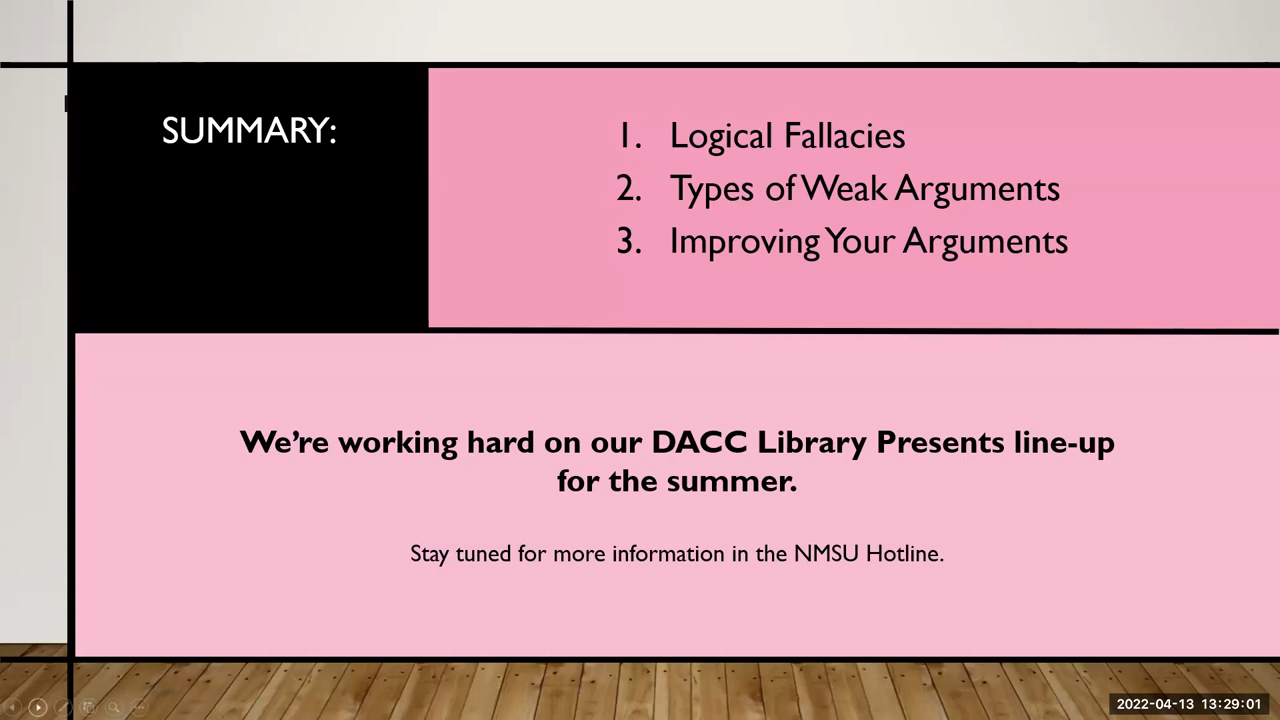 SUMMARY:
1. Logical Fallacies
2. Types of Weak Arguments
3. Improving Your Arguments
We're working hard on our DACC Library Presents line-up
for the summer.
Stay tuned for more information in the NMSU Hotline.
2022-04-13 13:29:01